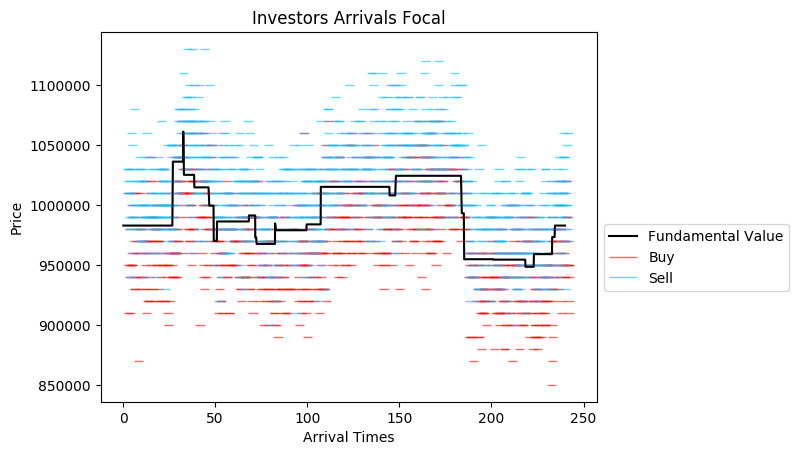 Investors Arrivals Focal
Price
1100000
1050000
1000000
950000
900000
850000
0 50 100 150 200 250
Arrival Times
Fundamental Value
Buy
Sell